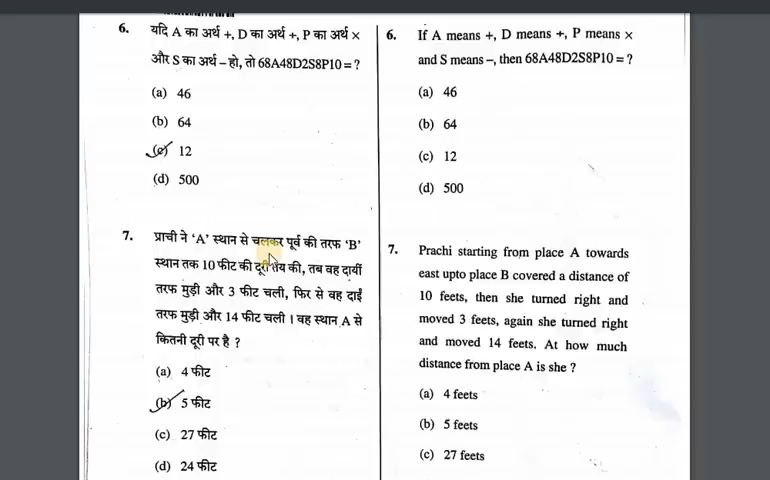 6. यदि A का अर्थ +, D का अर्थ +, P का अर्थ ×
और S का अर्थ – हो, तो 68A48D2S8P10 = ?
(a) 46
(b) 64
(c) 12
(d) 500
7. प्राची ने 'A' स्थान से चलकर पूर्व की तरफ 'B'
स्थान तक 10 फीट की दूरी तय की, तब वह दायीं
तरफ मुड़ी और 3 फीट चली, फिर से वह दाईं
तरफ मुड़ी और 14 फीट चली । वह स्थान A से
कितनी दूरी पर है ?
(a) 4 फीट
(b) 5 फीट
(c) 27 फीट
(d) 24 फीट
6. If A means +, D means +, P means ×
and S means –, then 68A48D2S8P10 = ?
(a) 46
(b) 64
(c) 12
(d) 500
7. Prachi starting from place A towards
east upto place B covered a distance of
10 feets, then she turned right and
moved 3 feets, again she turned right
and moved 14 feets. At how much
distance from place A is she ?
(a) 4 feets
(b) 5 feets
(c) 27 feets